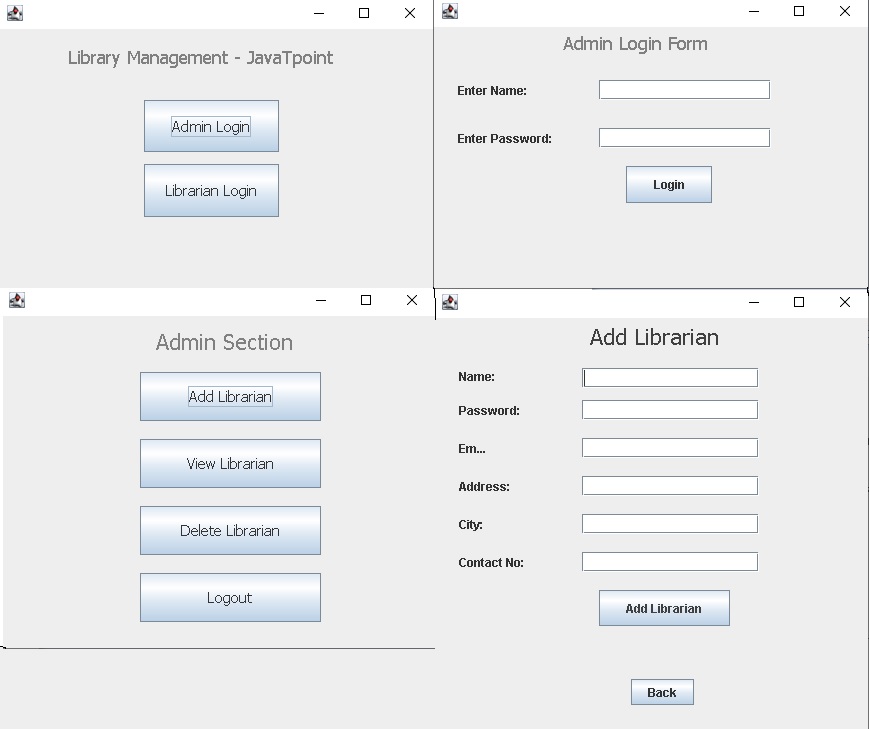 Library Management - JavaTpoint
Admin Login
Librarian Login
Admin Login Form
Enter Name:
Enter Password:
Login
Admin Section
Add Librarian
View Librarian
Delete Librarian
Logout
Add Librarian
Name:
Password:
Em...
Address:
City:
Contact No:
Add Librarian
Back